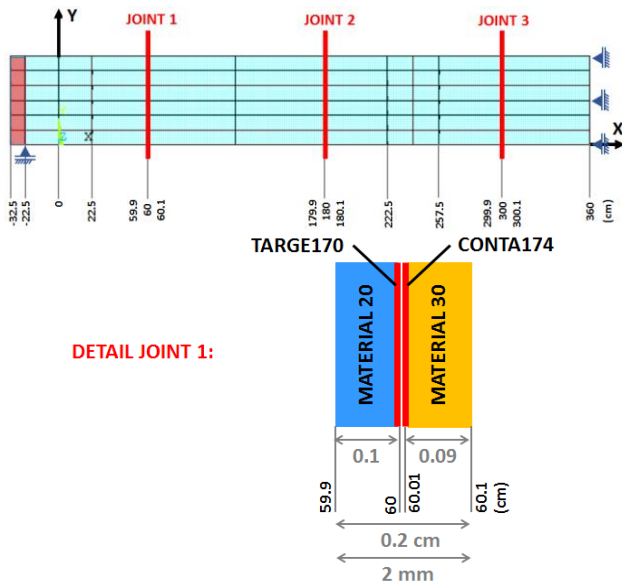 Y
JOINT 1
JOINT 2
JOINT 3
X
X
-32.5
-22.5
0
22.5
59.9
60
60.1
179.9
180
180.1
222.5
257.5
299.9
300
300.1
360
(cm)
TARGE170
CONTA174
MATERIAL 20
MATERIAL 30
DETAIL JOINT 1:
0.1
0.09
59.9
60
60.01
60.1
(cm)
0.2 cm
2 mm